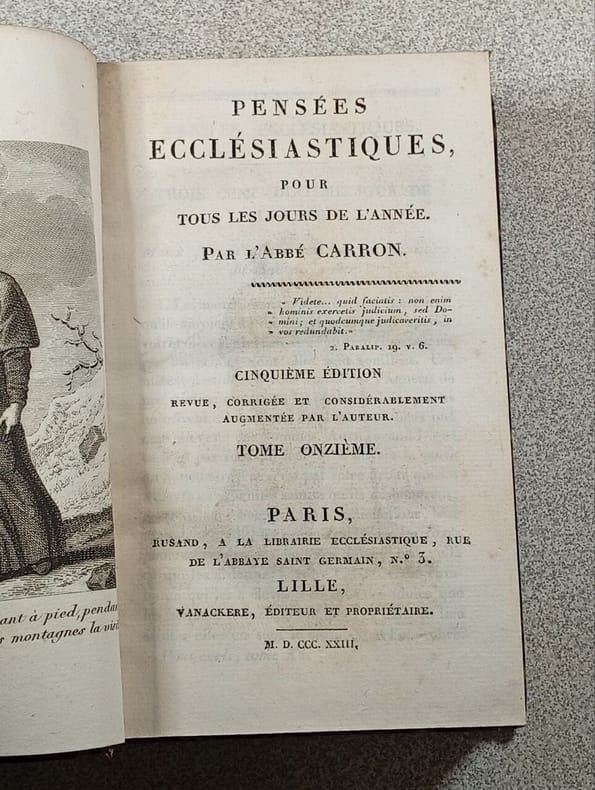 ant à pied, pendan
s montagnes la visi
PENSÉES
ECCLÉSIASTIQUES,
POUR
TOUS LES JOURS DE L'ANNÉE.
PAR L'ABBÉ CARRON.
» Videte... quid faciatis : non enim
» hominis exercetis judicium, sed Do-
» mini; et quodcumque judicaveritis, in
» vos redundabit. »
2. PARALIP. 19. v. 6.
CINQUIÈME ÉDITION
REVUE, CORRIGÉE ET CONSIDÉRABLEMENT
AUGMENTÉE PAR L'AUTEUR.
TOME ONZIÈME.
PARIS,
RUSAND, A LA LIBRAIRIE ECCLÉSIASTIQUE, RUE
DE L'ABBAYE SAINT GERMAIN, N.º 3.
LILLE,
VANACKERE, ÉDITEUR ET PROPRIÉTAIRE.
M. D. CCC. XXIII.